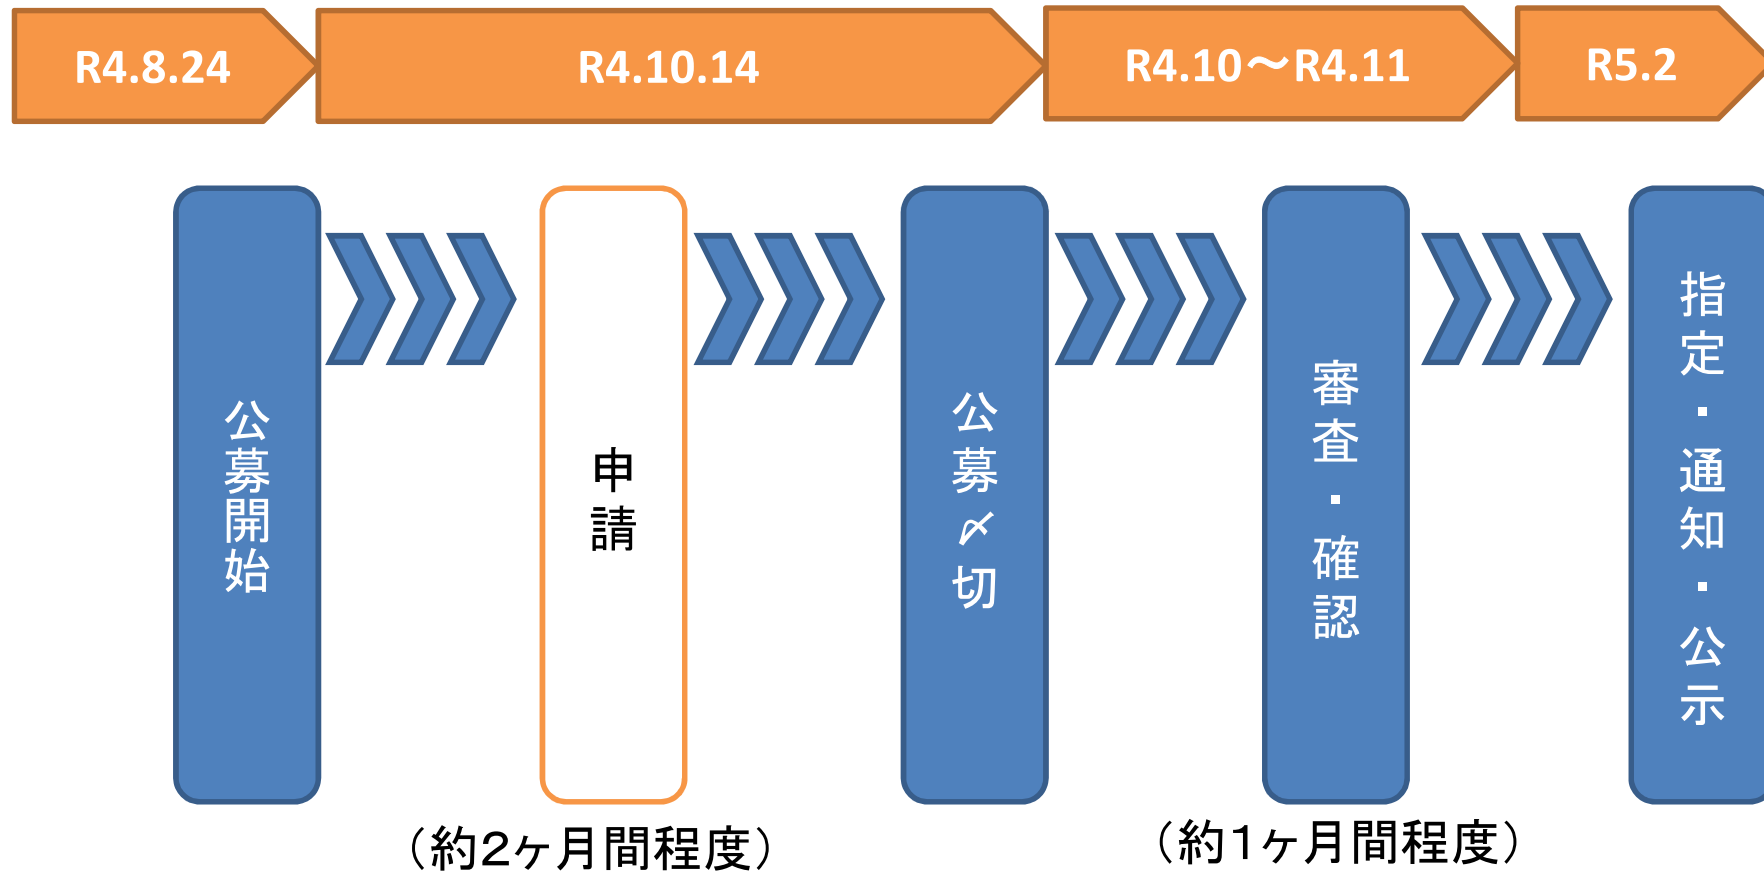 R4.8.24
R4.10.14
R4.10～R4.11
R5.2
公募開始
申請
公募〆切
審査・確認
指定・通知・公示
（約2ヶ月間程度）
（約1ヶ月間程度）